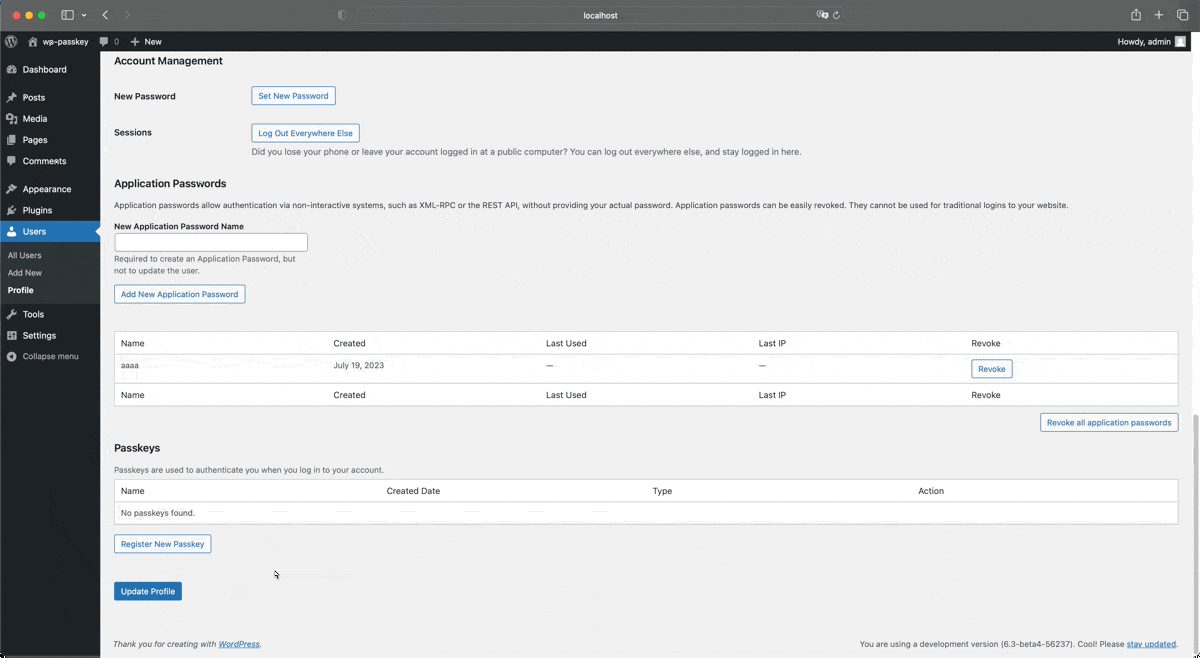 localhost
wp-passkey
0
New
Howdy, admin
Dashboard
Posts
Media
Pages
Comments
Appearance
Plugins
Users
All Users
Add New
Profile
Tools
Settings
Collapse menu
Account Management
New Password
Set New Password
Sessions
Log Out Everywhere Else
Did you lose your phone or leave your account logged in at a public computer? You can log out everywhere else, and stay logged in here.
Application Passwords
Application passwords allow authentication via non-interactive systems, such as XML-RPC or the REST API, without providing your actual password. Application passwords can be easily revoked. They cannot be used for traditional logins to your website.
New Application Password Name
Required to create an Application Password, but
not to update the user.
Add New Application Password
Name Created Last Used Last IP Revoke
aaaa July 19, 2023 — — Revoke
Name Created Last Used Last IP Revoke
Revoke all application passwords
Passkeys
Passkeys are used to authenticate you when you log in to your account.
Name Created Date Type Action
No passkeys found.
Register New Passkey
Update Profile
Thank you for creating with WordPress.
You are using a development version (6.3-beta4-56237). Cool! Please stay updated.